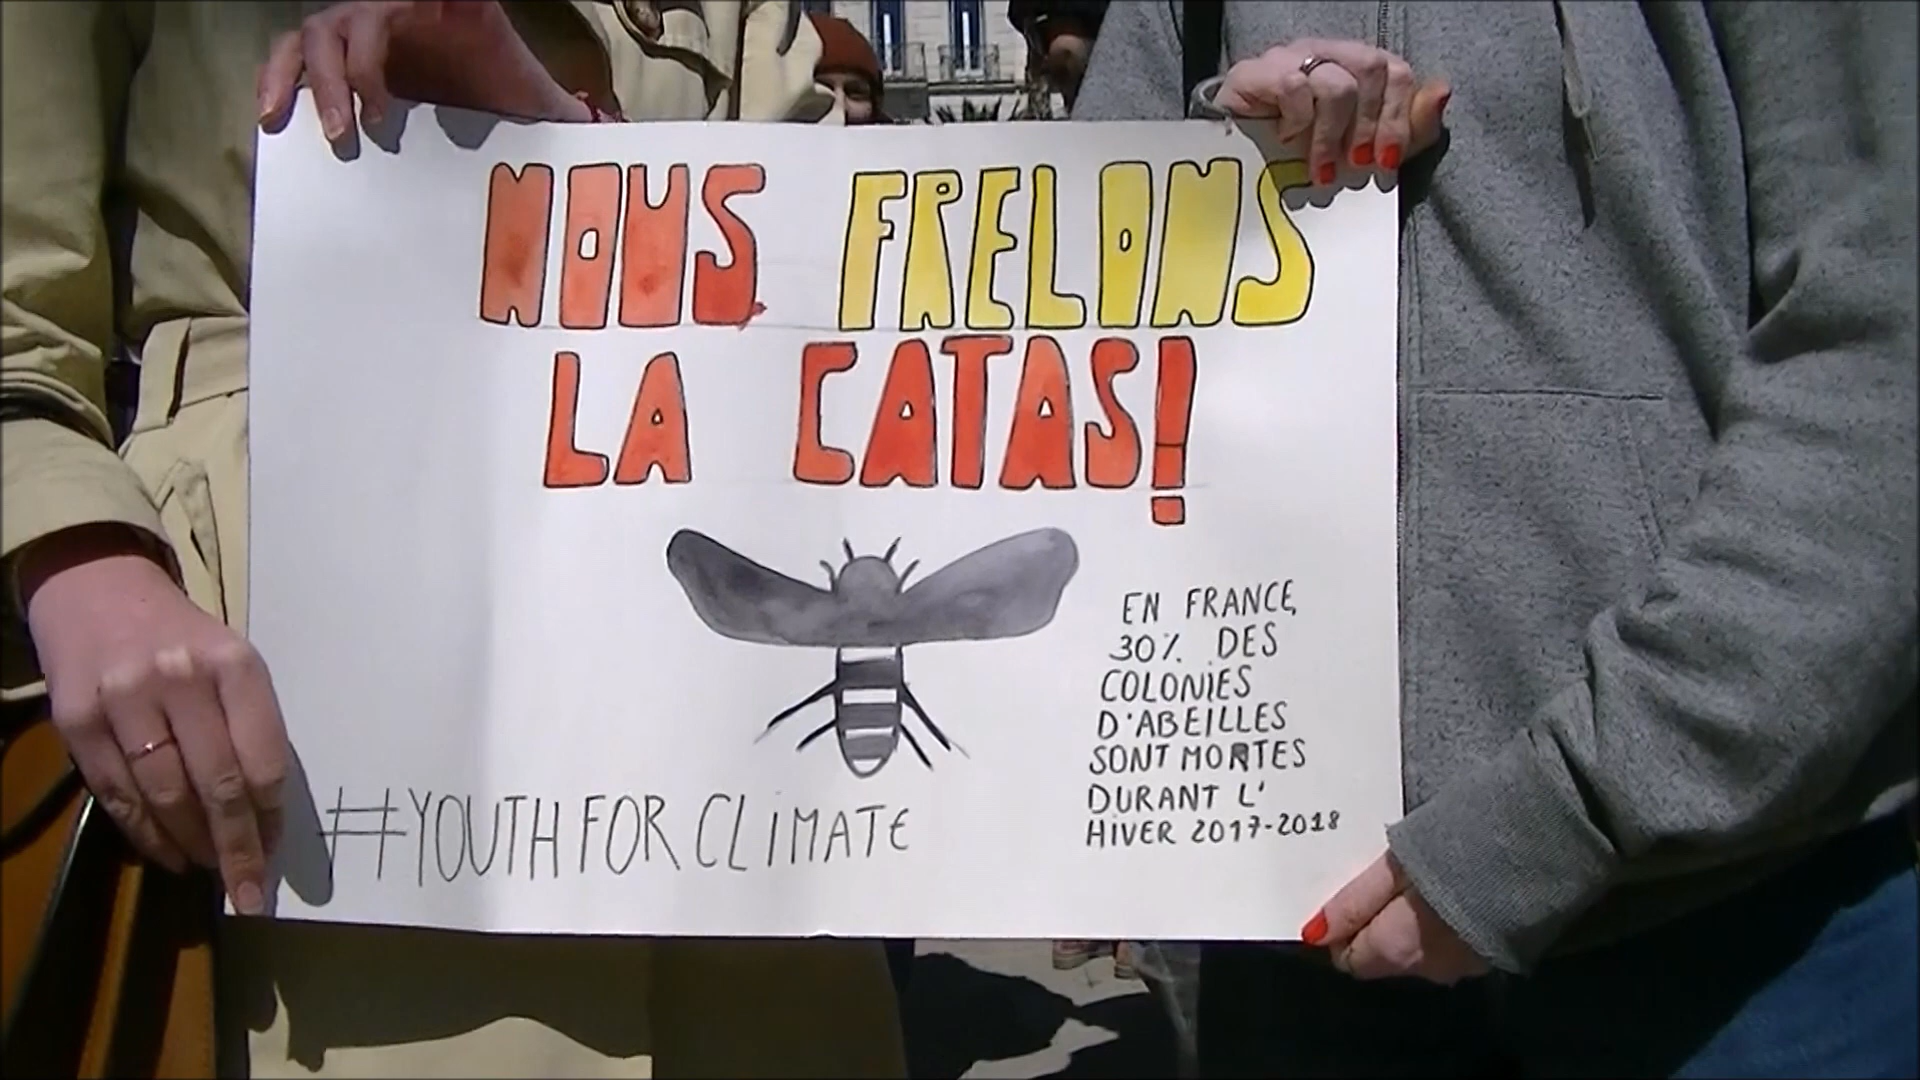 NOUS FRELONS
LA CATAS!
EN FRANCE,
30% DES
COLONIES
D'ABEILLES
SONT MORTES
DURANT L'
HIVER 2017-2018
#YOUTH FOR CLIMATE